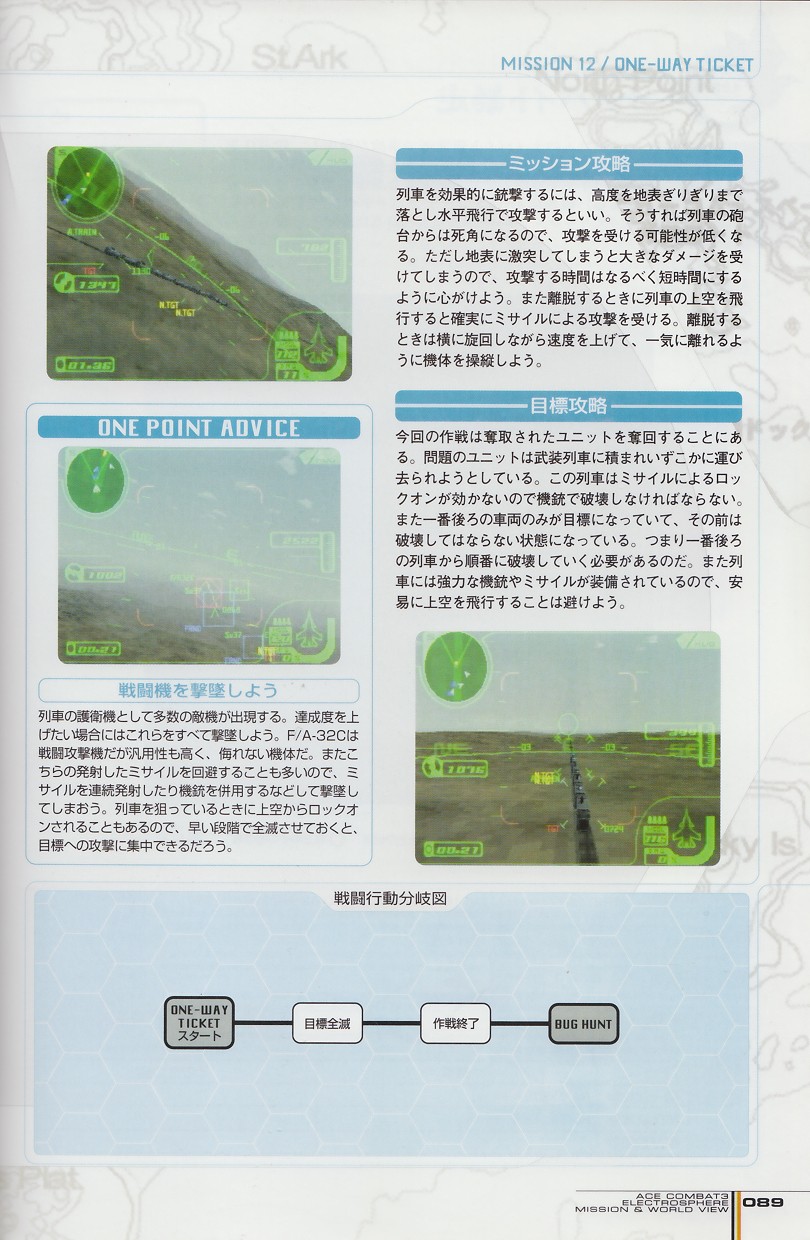 St.Ark
MISSION 12 / ONE-WAY TICKET
North Point
ミッション攻略
列車を効果的に銃撃するには、高度を地表ぎりぎりまで
落とし水平飛行で攻撃するといい。そうすれば列車の砲
台からは死角になるので、攻撃を受ける可能性が低くな
る。ただし地表に激突してしまうと大きなダメージを受
けてしまうので、攻撃する時間はなるべく短時間にする
ように心がけよう。また離脱するときに列車の上空を飛
行すると確実にミサイルによる攻撃を受ける。離脱する
ときは横に旋回しながら速度を上げて、一気に離れるよ
うに機体を操縦しよう。
A.TRAIN
TGT
1347
N.TGT
N.TGT
01:36
目標攻略
今回の作戦は奪取されたユニットを奪回することにあ
る。問題のユニットは武装列車に積まれいずこかに運び
去られようとしている。この列車はミサイルによるロッ
クオンが効かないので機銃で破壊しなければならない。
また一番後ろの車両のみが目標になっていて、その前は
破壊してはならない状態になっている。つまり一番後ろ
の列車から順番に破壊していく必要があるのだ。また列
車には強力な機銃やミサイルが装備されているので、安
易に上空を飛行することは避けよう。
ONE POINT ADVICE
1002
00:27
戦闘機を撃墜しよう
列車の護衛機として多数の敵機が出現する。達成度を上
げたい場合にはこれらをすべて撃墜しよう。F/A-32Cは
戦闘攻撃機だが汎用性も高く、侮れない機体だ。またこ
ちらの発射したミサイルを回避することも多いので、ミ
サイルを連続発射したり機銃を併用するなどして撃墜し
てしまおう。列車を狙っているときに上空からロックオ
ンされることもあるので、早い段階で全滅させておくと、
目標への攻撃に集中できるだろう。
1076
TGT
00:27
戦闘行動分岐図
ONE-WAY
TICKET
スタート
目標全滅
作戦終了
BUG HUNT
ACE COMBAT3
ELECTROSPHERE
MISSION & WORLD VIEW
089